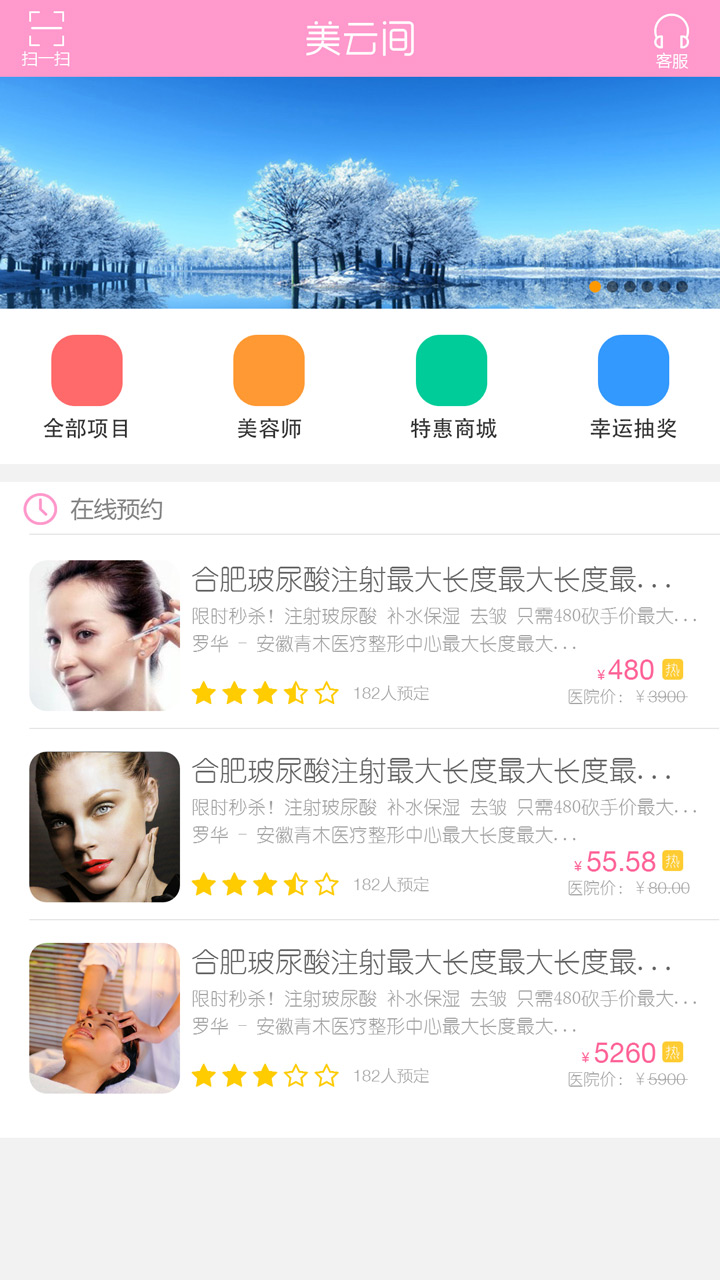 扫一扫
美云间
客服
全部项目
美容师
特惠商城
幸运抽奖
在线预约
合肥玻尿酸注射最大长度最大长度最...
限时秒杀！注射玻尿酸 补水保湿 去皱 只需480砍手价最大...
罗华 - 安徽青木医疗整形中心最大长度最大...
¥480 热
182人预定
医院价：￥3900
合肥玻尿酸注射最大长度最大长度最...
限时秒杀！注射玻尿酸 补水保湿 去皱 只需480砍手价最大...
罗华 - 安徽青木医疗整形中心最大长度最大...
¥55.58 热
182人预定
医院价：￥80.00
合肥玻尿酸注射最大长度最大长度最...
限时秒杀！注射玻尿酸 补水保湿 去皱 只需480砍手价最大...
罗华 - 安徽青木医疗整形中心最大长度最大...
¥5260 热
182人预定
医院价：￥5900